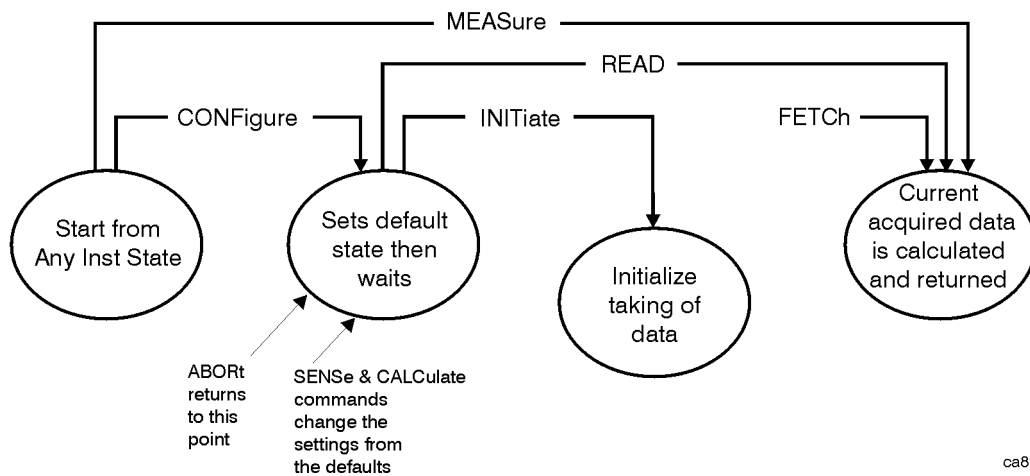 MEASure
READ
CONFigure
INITiate
FETCh
Start from
Any Inst State
Sets default
state then
waits
Initialize
taking of
data
Current
acquired data
is calculated
and returned
ABORt
returns
to this
point
SENSe & CALCulate
commands
change the
settings from
the defaults
ca8